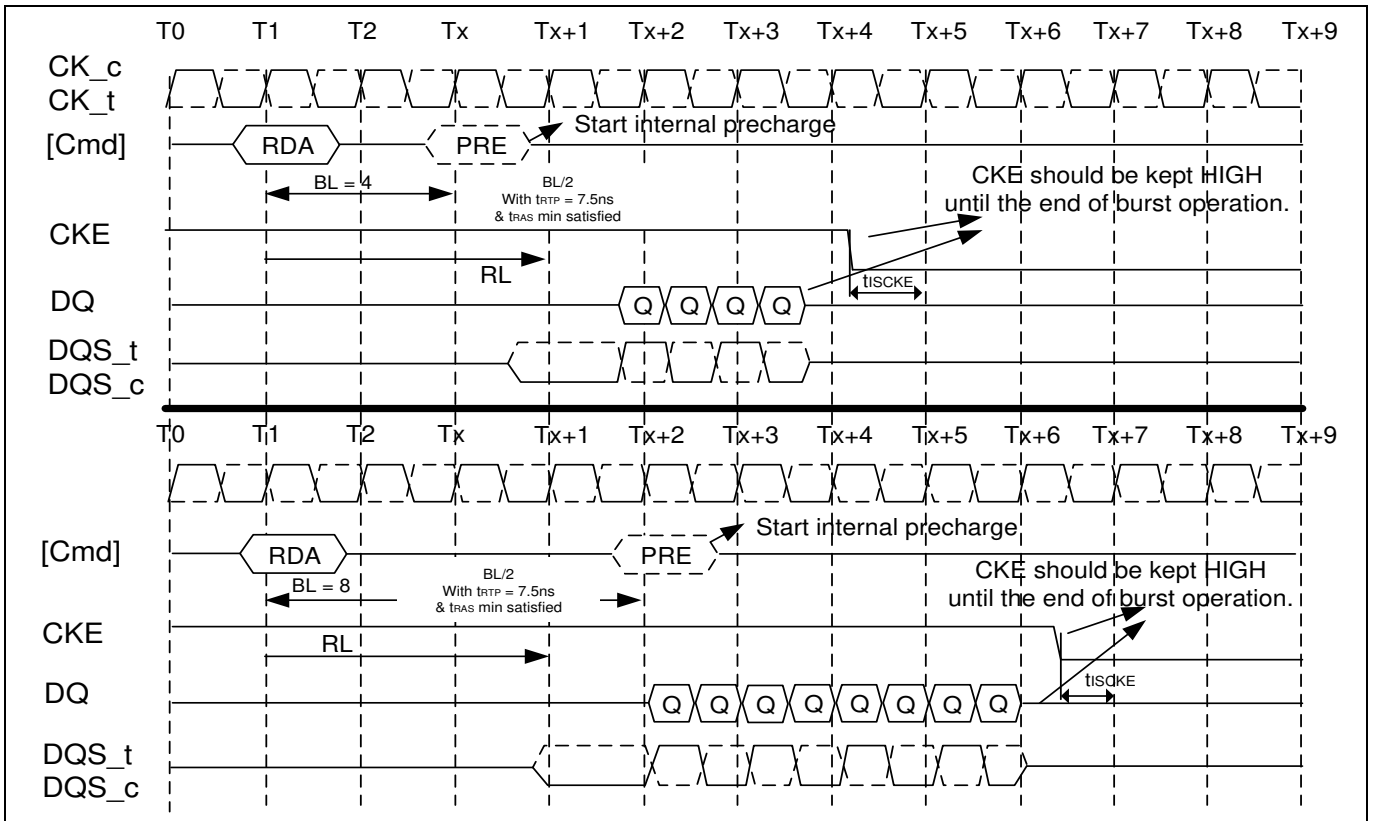 T0 T1 T2 Tx Tx+1 Tx+2 Tx+3 Tx+4 Tx+5 Tx+6 Tx+7 Tx+8 Tx+9
CK_c
CK_t
Start internal precharge
[Cmd] RDA PRE
BL = 4
BL/2
With tRTP = 7.5ns
& tRAS min satisfied
CKE should be kept HIGH
until the end of burst operation.
CKE
RL
tISCKE
DQ Q Q Q Q
DQS_t
DQS_c
T0 T1 T2 Tx Tx+1 Tx+2 Tx+3 Tx+4 Tx+5 Tx+6 Tx+7 Tx+8 Tx+9
Start internal precharge
[Cmd] RDA PRE
BL = 8
BL/2
With tRTP = 7.5ns
& tRAS min satisfied
CKE should be kept HIGH
until the end of burst operation.
CKE
RL
tISCKE
DQ Q Q Q Q Q Q Q Q
DQS_t
DQS_c